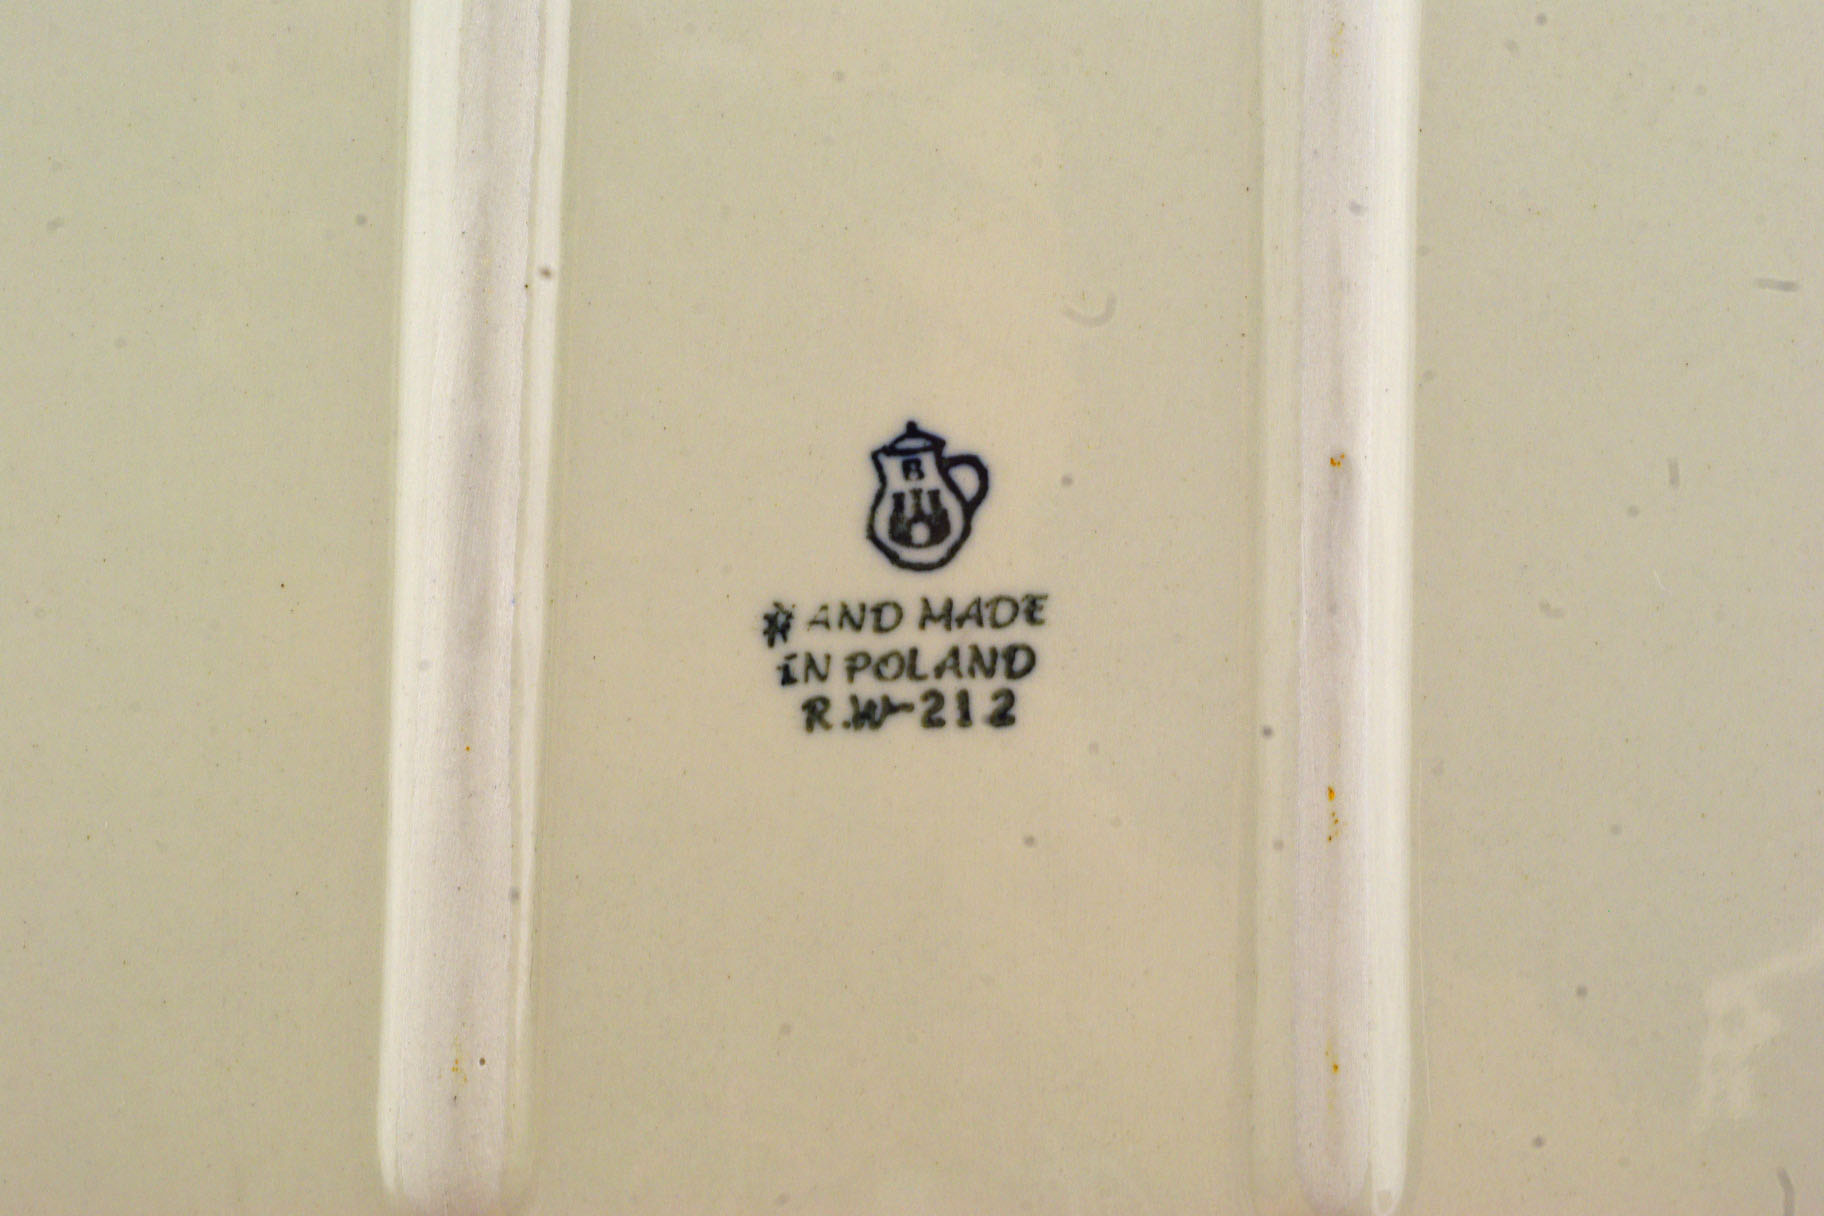 B
HAND MADE
IN POLAND
R.W-212